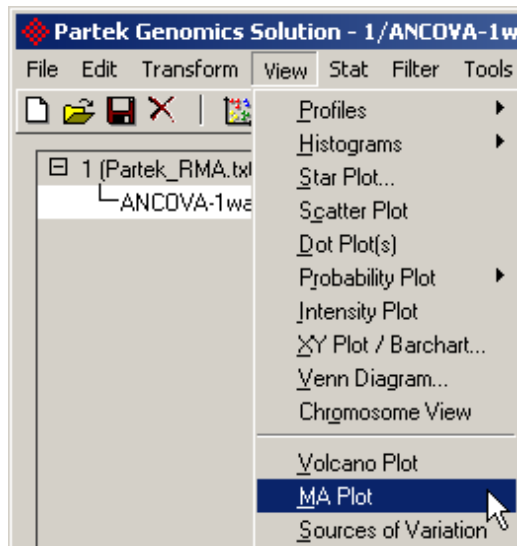 Partek Genomics Solution - 1/ANCOVA-1w
File Edit Transform View Stat Filter Tools
1 (Partek_RMA.txt
ANCOVA-1wa
Profiles
Histograms
Star Plot...
Scatter Plot
Dot Plot(s)
Probability Plot
Intensity Plot
XY Plot / Barchart...
Venn Diagram...
Chromosome View
Volcano Plot
MA Plot
Sources of Variation